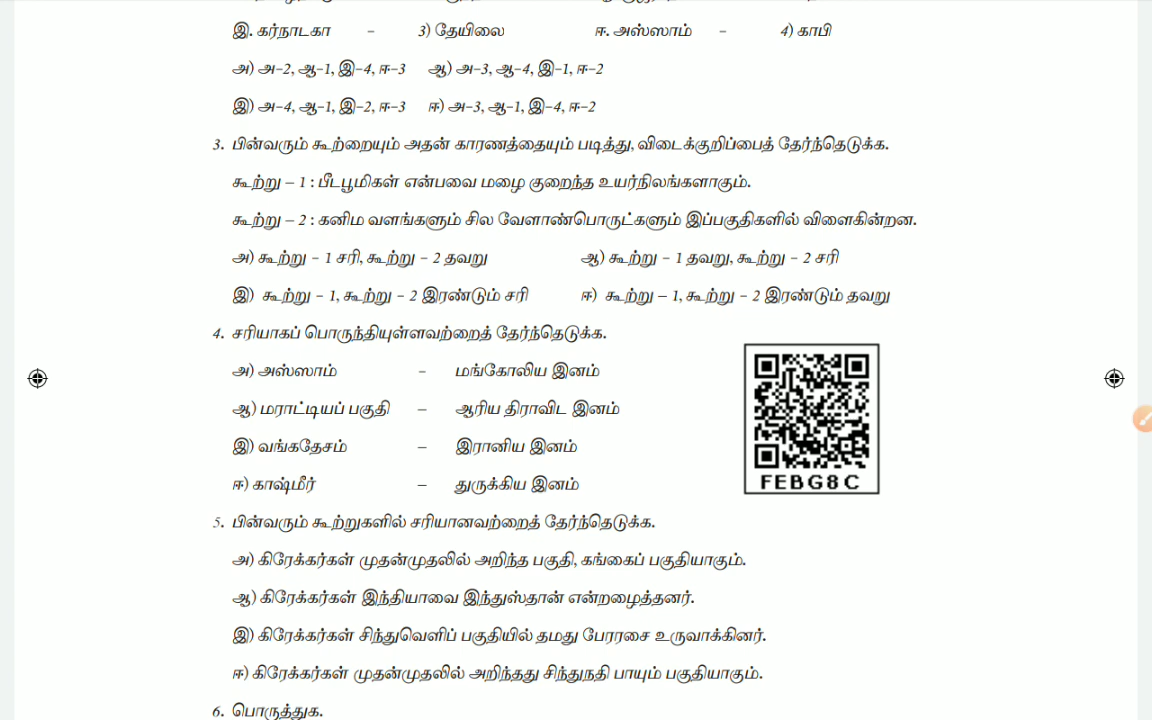 இ. கர்நாடகா - 3) தேயிலை ஈ. அஸ்ஸாம் - 4) காபி
அ) அ-2, ஆ-1, இ-4, ஈ-3 ஆ) அ-3, ஆ-4, இ-1, ஈ-2
இ) அ-4, ஆ-1, இ-2, ஈ-3 ஈ) அ-3, ஆ-1, இ-4, ஈ-2
3. பின்வரும் கூற்றையும் அதன் காரணத்தையும் படித்து, விடைக்குறிப்பைத் தேர்ந்தெடுக்க.
கூற்று – 1 : பீடபூமிகள் என்பவை மழை குறைந்த உயர்நிலங்களாகும்.
கூற்று – 2 : கனிம வளங்களும் சில வேளாண்பொருட்களும் இப்பகுதிகளில் விளைகின்றன.
அ) கூற்று - 1 சரி, கூற்று - 2 தவறு ஆ) கூற்று - 1 தவறு, கூற்று - 2 சரி
இ) கூற்று - 1, கூற்று - 2 இரண்டும் சரி ஈ) கூற்று – 1, கூற்று - 2 இரண்டும் தவறு
4. சரியாகப் பொருந்தியுள்ளவற்றைத் தேர்ந்தெடுக்க.
அ) அஸ்ஸாம் - மங்கோலிய இனம்
ஆ) மராட்டியப் பகுதி – ஆரிய திராவிட இனம்
இ) வங்கதேசம் – இரானிய இனம்
ஈ) காஷ்மீர் – துருக்கிய இனம்
FEBG8C
5. பின்வரும் கூற்றுகளில் சரியானவற்றைத் தேர்ந்தெடுக்க.
அ) கிரேக்கர்கள் முதன்முதலில் அறிந்த பகுதி, கங்கைப் பகுதியாகும்.
ஆ) கிரேக்கர்கள் இந்தியாவை இந்துஸ்தான் என்றழைத்தனர்.
இ) கிரேக்கர்கள் சிந்துவெளிப் பகுதியில் தமது பேரரசை உருவாக்கினர்.
ஈ) கிரேக்கர்கள் முதன்முதலில் அறிந்தது சிந்துநதி பாயும் பகுதியாகும்.
6. பொருத்துக.